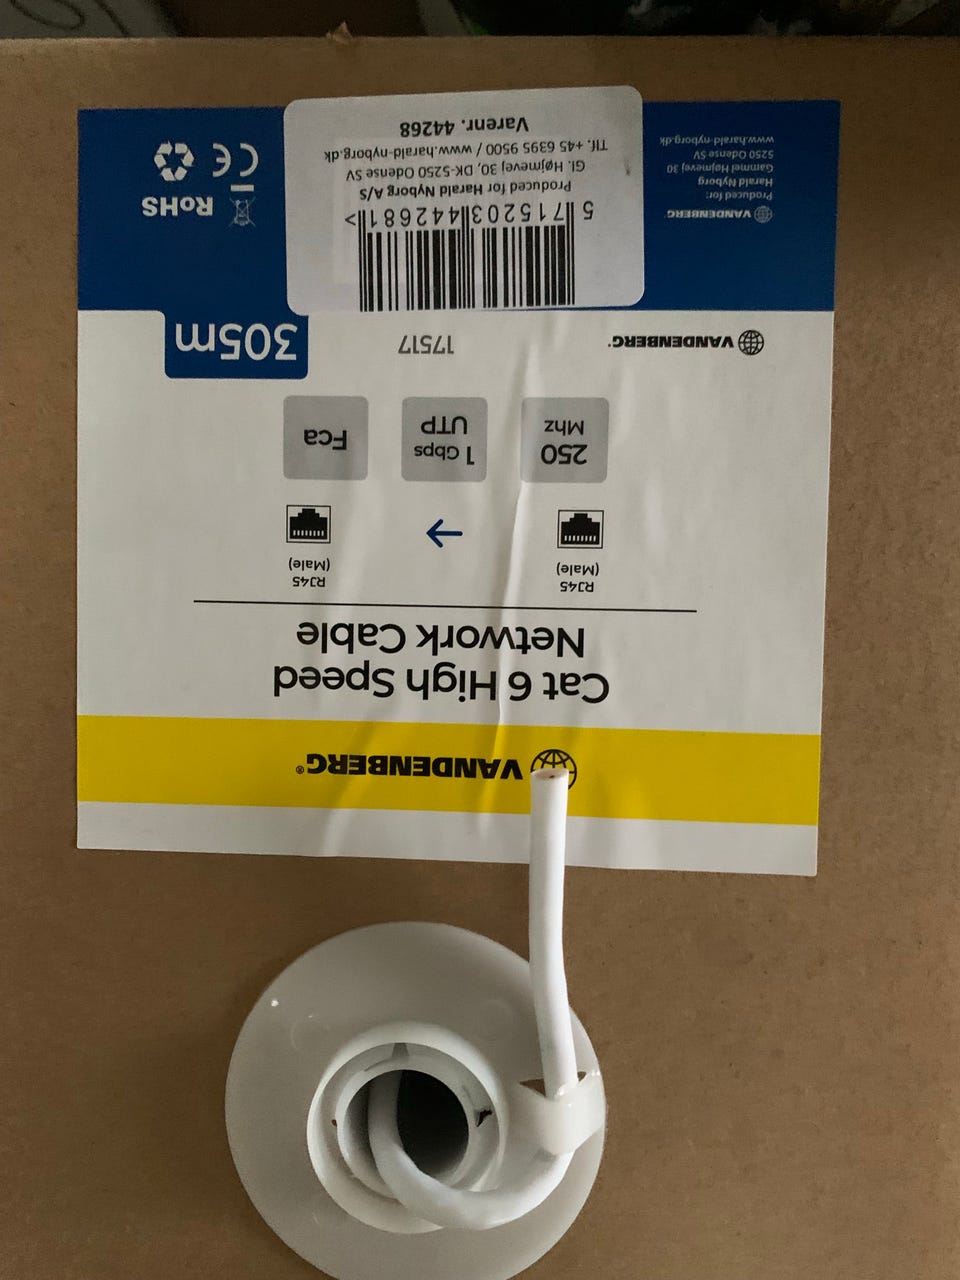 VANDENBERG®
Cat 6 High Speed
Network Cable
RJ45
(Male)
RJ45
(Male)
250
Mhz
1 Gbps
UTP
Fca
VANDENBERG®
17517
305m
5 715203 442681 >
Produced for Harald Nyborg A/S
Gl. Højmevej 30, DK-5250 Odense SV
Tlf. +45 6395 9500 / www.harald-nyborg.dk
Varenr. 44268
VANDENBERG®
Produced for:
Harald Nyborg
Gammel Højmevej 30
5250 Odense SV
www.harald-nyborg.dk
RoHS
CE